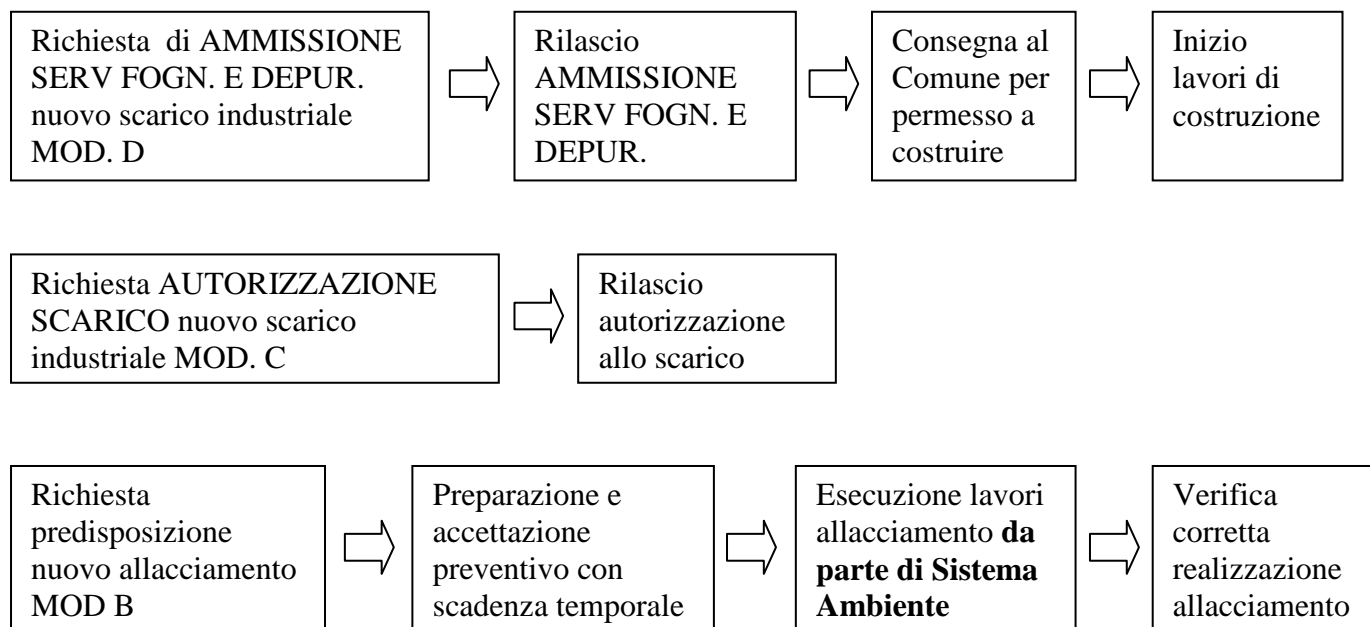 Richiesta di AMMISSIONE
SERV FOGN. E DEPUR.
nuovo scarico industriale
MOD. D
Rilascio
AMMISSIONE
SERV FOGN. E
DEPUR.
Consegna al
Comune per
permesso a
costruire
Inizio
lavori di
costruzione
Richiesta AUTORIZZAZIONE
SCARICO nuovo scarico
industriale MOD. C
Rilascio
autorizzazione
allo scarico
Richiesta
predisposizione
nuovo allacciamento
MOD B
Preparazione e
accettazione
preventivo con
scadenza temporale
Esecuzione lavori
allacciamento da
parte di Sistema
Ambiente
Verifica
corretta
realizzazione
allacciamento